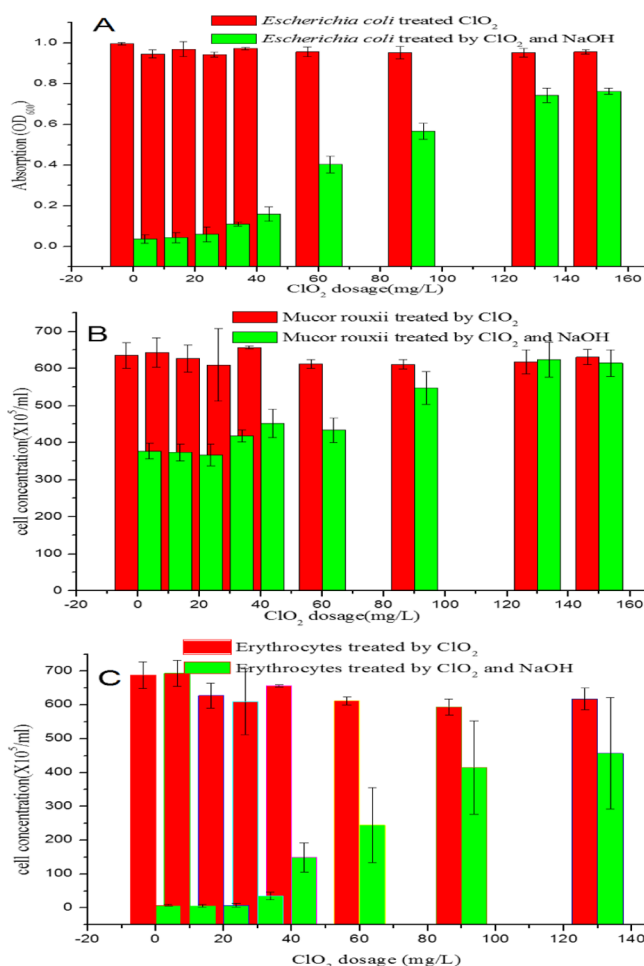 A
Escherichia coli treated ClO2
Escherichia coli treated by ClO2 and NaOH
Absorption(OD600)
1.0
0.8
0.6
0.4
0.2
0.0
-20 0 20 40 60 80 100 120 140 160
ClO2 dosage(mg/L)
B
Mucor rouxii treated by ClO2
Mucor rouxii treated by ClO2 and NaOH
cell concentration(X10^5/ml)
700
600
500
400
300
200
100
0
-20 0 20 40 60 80 100 120 140 160
ClO2 dosage(mg/L)
C
Erythrocytes treated by ClO2
Erythrocytes treated by ClO2 and NaOH
cell concentration(X10^5/ml)
700
600
500
400
300
200
100
0
-20 0 20 40 60 80 100 120 140
ClO2 dosage (mg/L)